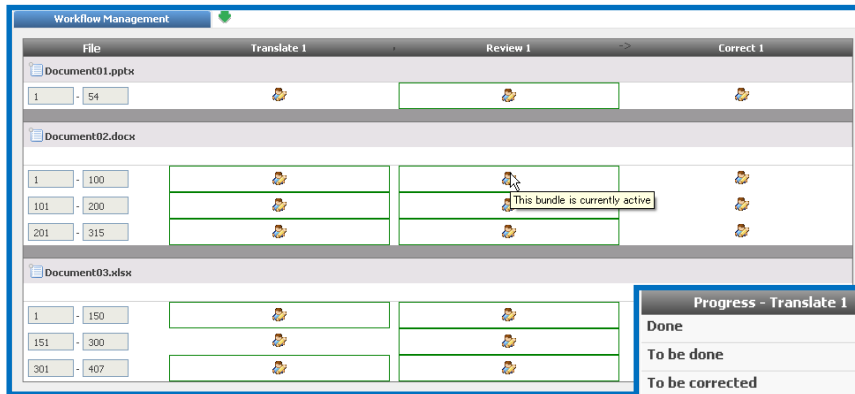 Workflow Management
File Translate 1 Review 1 -> Correct 1
Document01.pptx
1 - 54
Document02.docx
1 - 100
This bundle is currently active
101 - 200
201 - 315
Document03.xlsx
1 - 150
151 - 300
301 - 407
Progress - Translate 1
Done
To be done
To be corrected